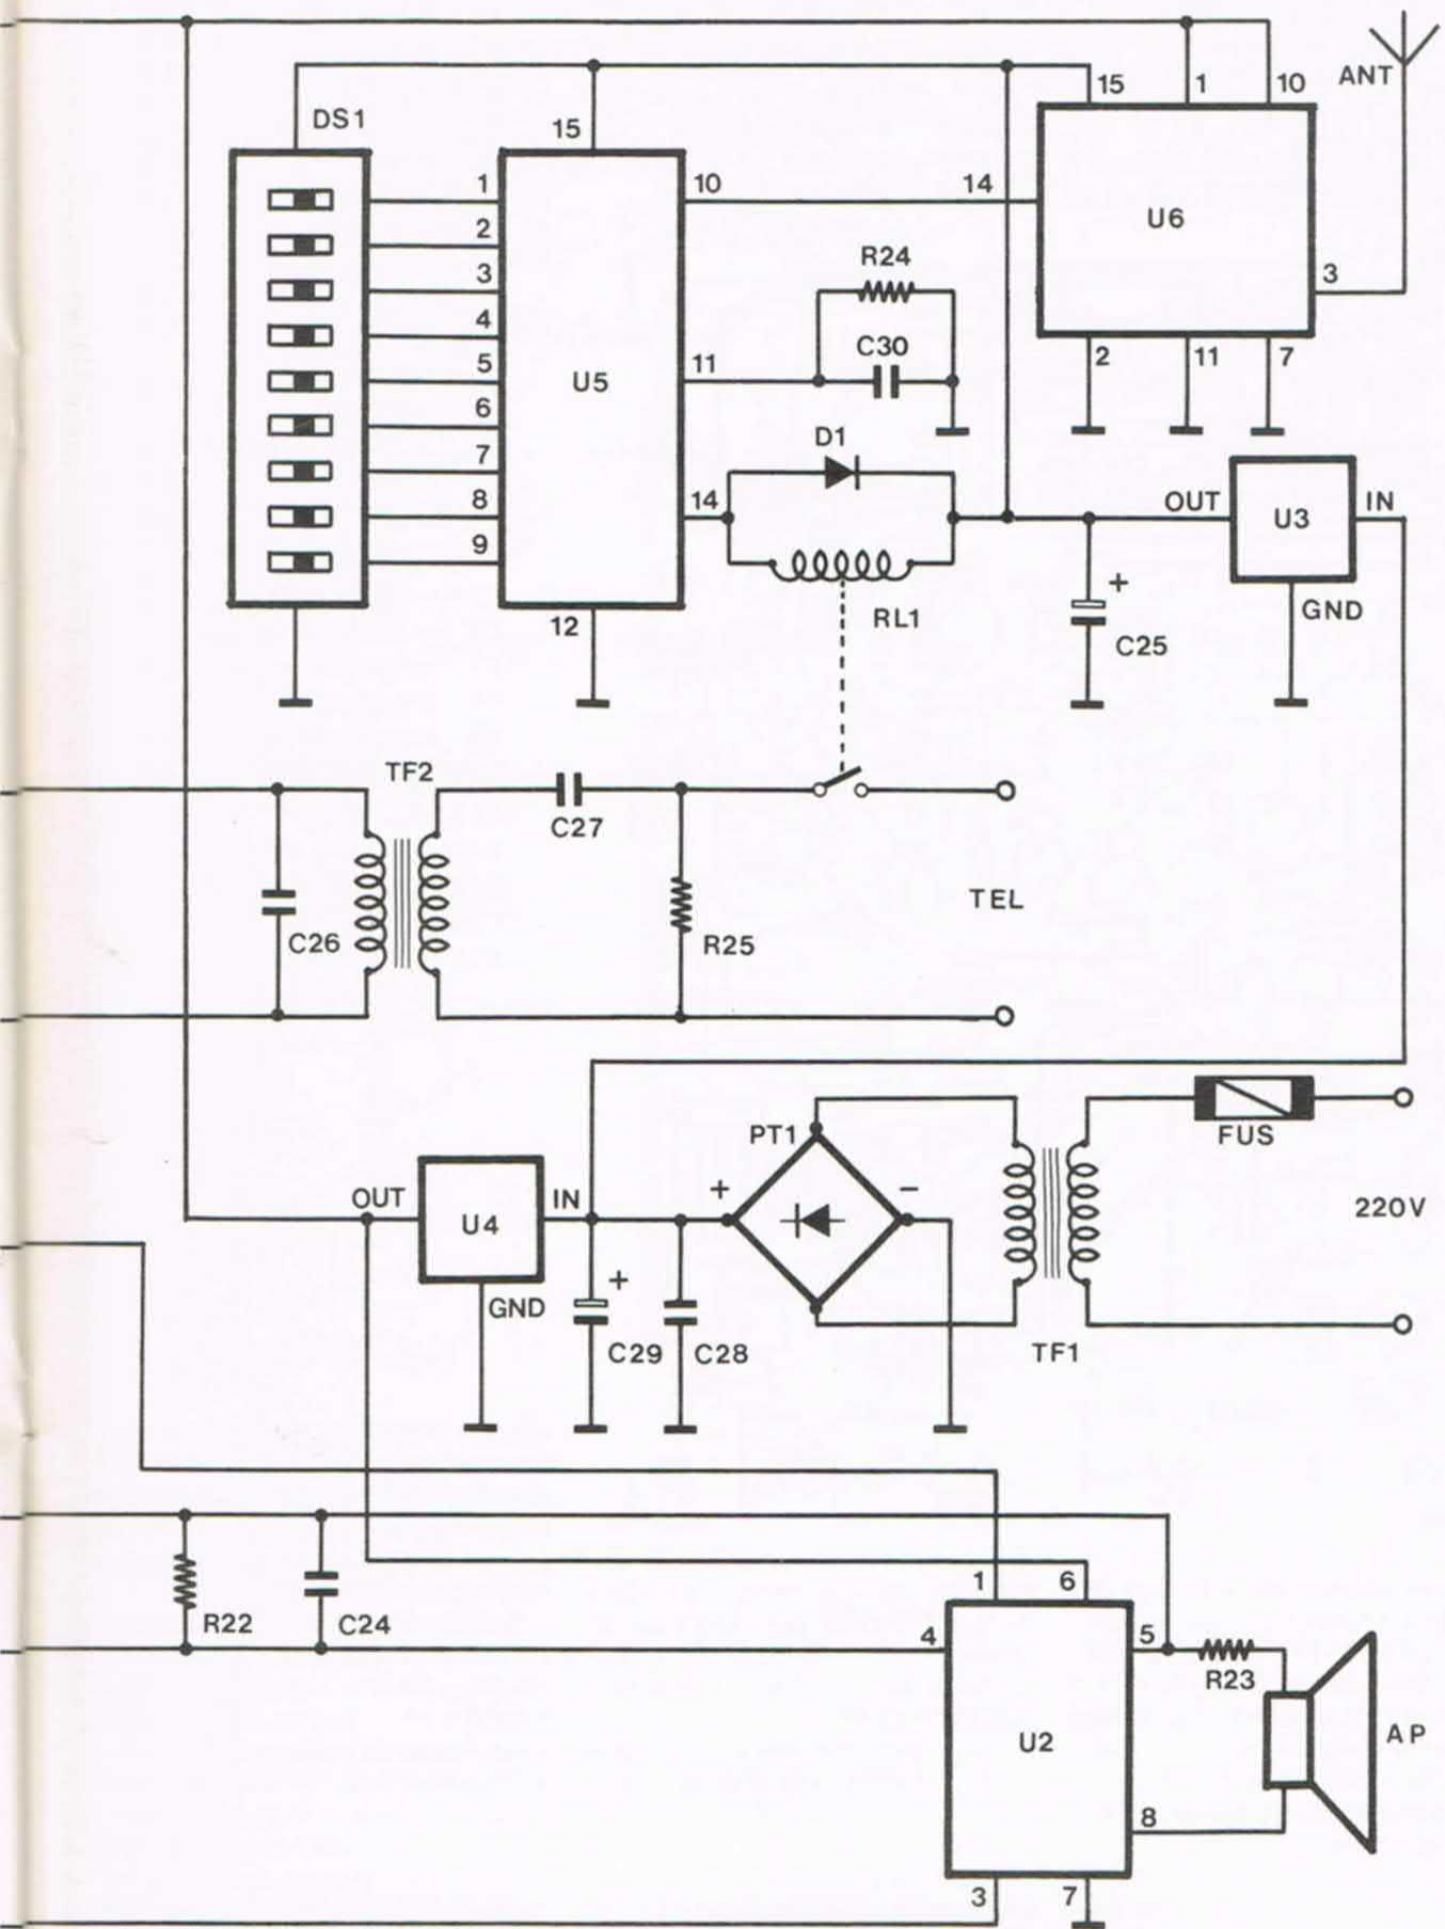 ANT
15 1 10
DS1
15
1 10 14
U6
2
R24
3 3
C30
4
2 11 7
5 U5 11
6
D1
7
14 OUT U3 IN
8
9
+
RL1 GND
12
C25
TF2
C27
TEL
C26 R25
PT1 FUS
+ −
OUT U4 IN 220V
+
GND
C29 C28 TF1
1 6
R22 C24 4 5
R23
U2 AP
8
3 7